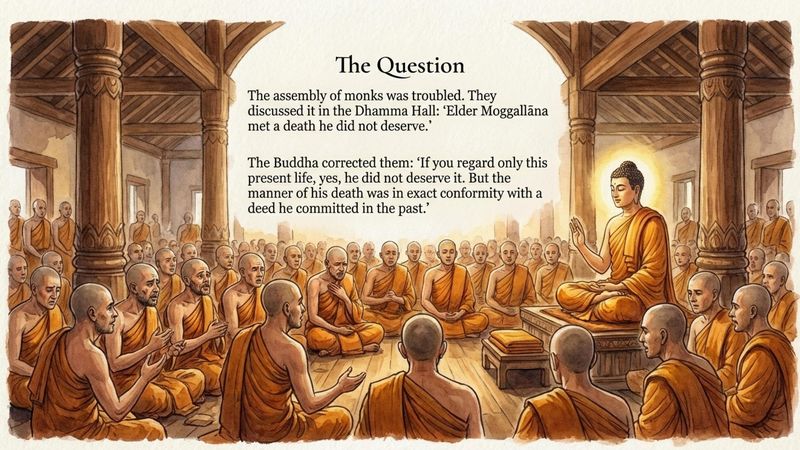 The Question
The assembly of monks was troubled. They
discussed it in the Dhamma Hall: ‘Elder Moggallāna
met a death he did not deserve.’
The Buddha corrected them: ‘If you regard only this
present life, yes, he did not deserve it. But the
manner of his death was in exact conformity with a
deed he committed in the past.’